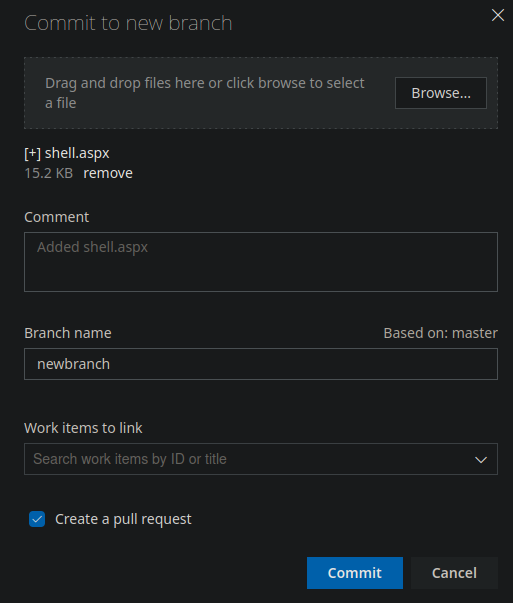 Commit to new branch
Drag and drop files here or click browse to select
a file
Browse...
[+] shell.aspx
15.2 KB remove
Comment
Added shell.aspx
Branch name
Based on: master
newbranch
Work items to link
Search work items by ID or title
Create a pull request
Commit
Cancel